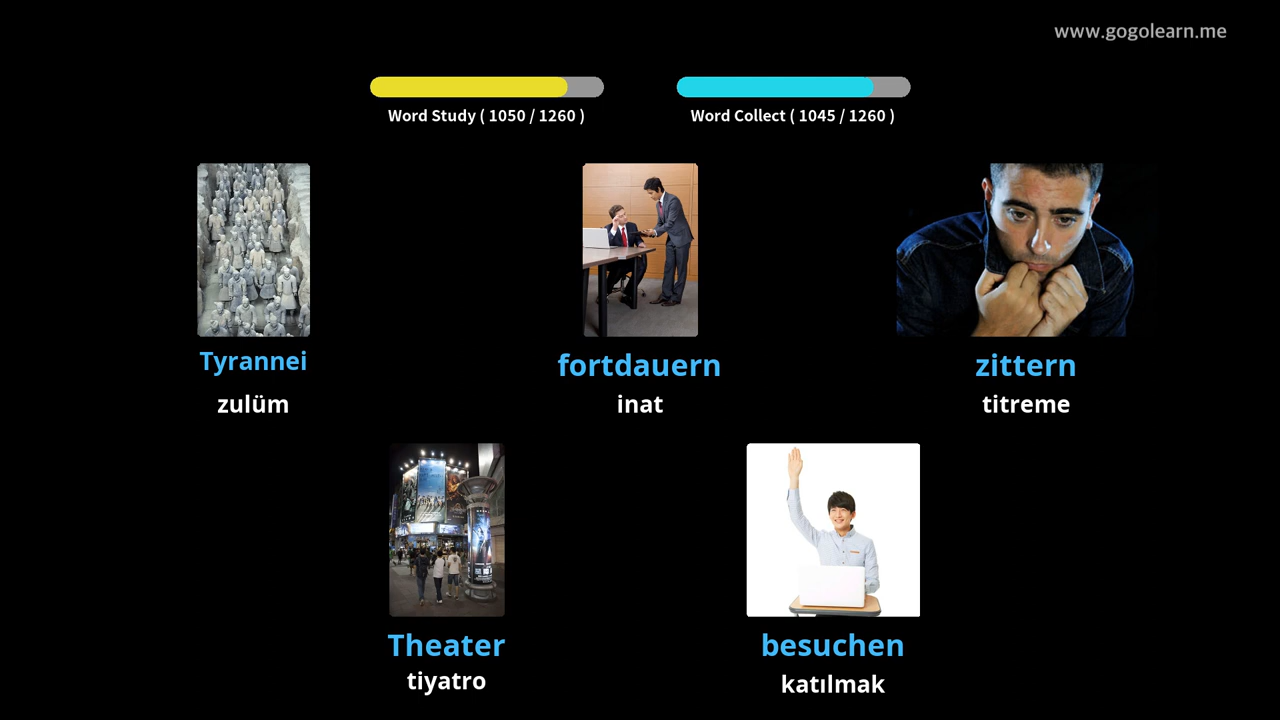 www.gogolearn.me
Word Study ( 1050 / 1260 )
Word Collect ( 1045 / 1260 )
Tyrannei
zulüm
fortdauern
inat
zittern
titreme
Theater
tiyatro
besuchen
katılmak